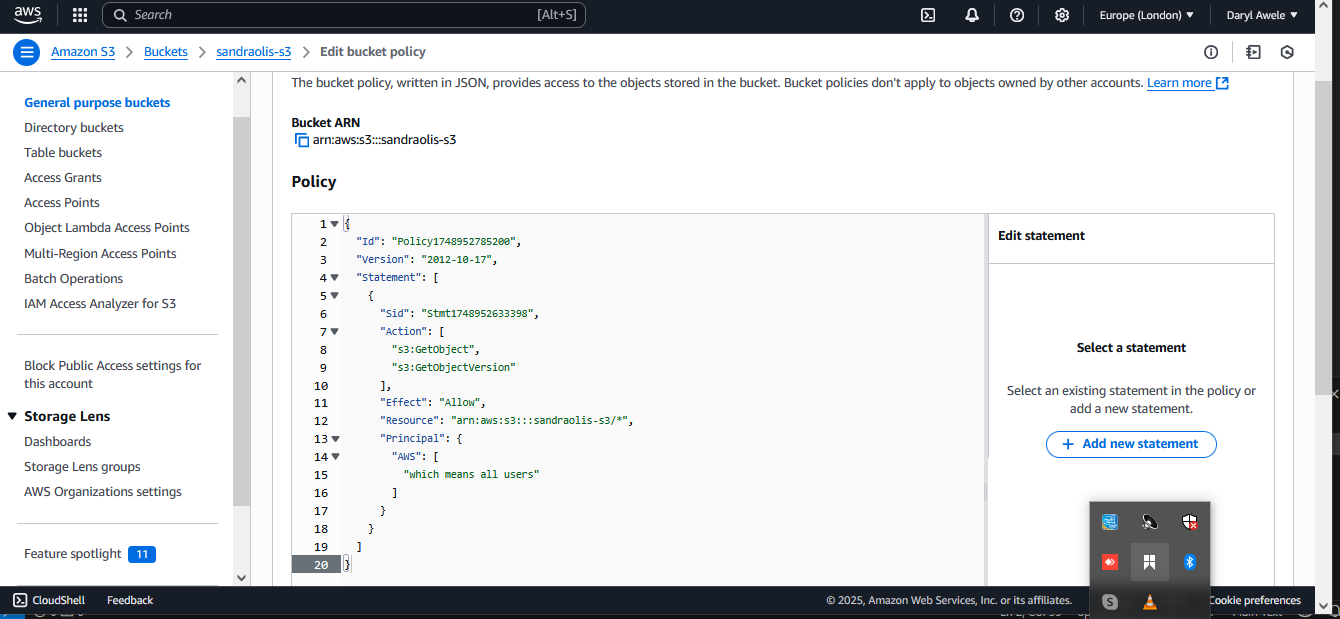 aws
Search [Alt+S]
Europe (London) ▼
Daryl Awele ▼
Amazon S3 > Buckets > sandraolis-s3 > Edit bucket policy
General purpose buckets
Directory buckets
Table buckets
Access Grants
Access Points
Object Lambda Access Points
Multi-Region Access Points
Batch Operations
IAM Access Analyzer for S3
Block Public Access settings for
this account
Storage Lens
Dashboards
Storage Lens groups
AWS Organizations settings
Feature spotlight 11
The bucket policy, written in JSON, provides access to the objects stored in the bucket. Bucket policies don't apply to objects owned by other accounts. Learn more
Bucket ARN
arn:aws:s3:::sandraolis-s3
Policy
1 {
2 "Id": "Policy1748952785200",
3 "Version": "2012-10-17",
4 "Statement": [
5 {
6 "Sid": "Stmt1748952633398",
7 "Action": [
8 "s3:GetObject",
9 "s3:GetObjectVersion"
10 ],
11 "Effect": "Allow",
12 "Resource": "arn:aws:s3:::sandraolis-s3/*",
13 "Principal": {
14 "AWS": [
15 "which means all users"
16 ]
17 }
18 }
19 ]
20 }
Edit statement
Select a statement
Select an existing statement in the policy or
add a new statement.
+ Add new statement
CloudShell
Feedback
© 2025, Amazon Web Services, Inc. or its affiliates.
Cookie preferences